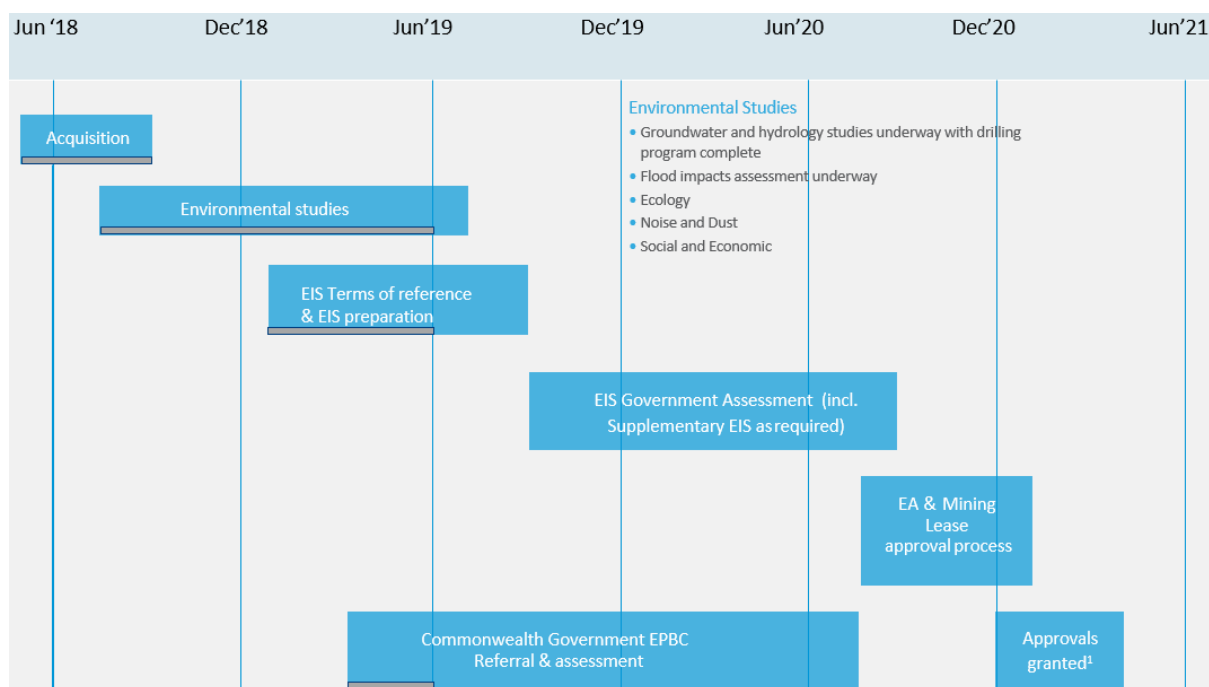 Jun ‘18 Dec’18 Jun’19 Dec’19 Jun’20 Dec’20 Jun’21
Acquisition
Environmental studies
Environmental Studies
• Groundwater and hydrology studies underway with drilling
program complete
• Flood impacts assessment underway
• Ecology
• Noise and Dust
• Social and Economic
EIS Terms of reference
& EIS preparation
EIS Government Assessment (incl.
Supplementary EIS as required)
EA & Mining
Lease
approval process
Commonwealth Government EPBC
Referral & assessment
Approvals
granted¹